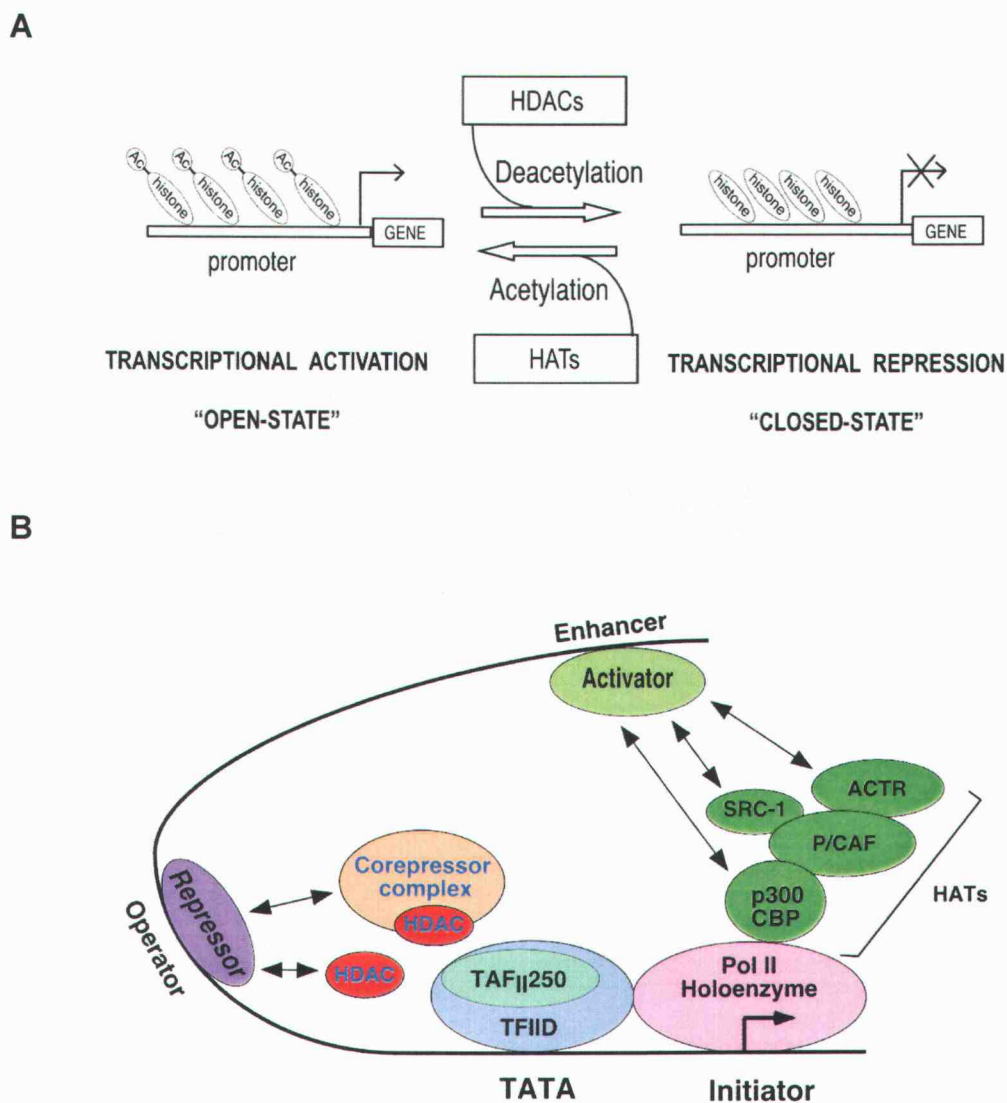 A
HDACs
Deacetylation
Ac histone Ac histone Ac histone Ac histone
GENE
promoter
histone histone histone histone
GENE
promoter
Acetylation
HATs
TRANSCRIPTIONAL ACTIVATION
"OPEN-STATE"
TRANSCRIPTIONAL REPRESSION
"CLOSED-STATE"
B
Enhancer
Activator
ACTR
SRC-1
P/CAF
p300
CBP
HATs
Corepressor
complex
HDAC
Repressor
Operator
HDAC
TAFII250
TFIID
Pol II
Holoenzyme
TATA
Initiator